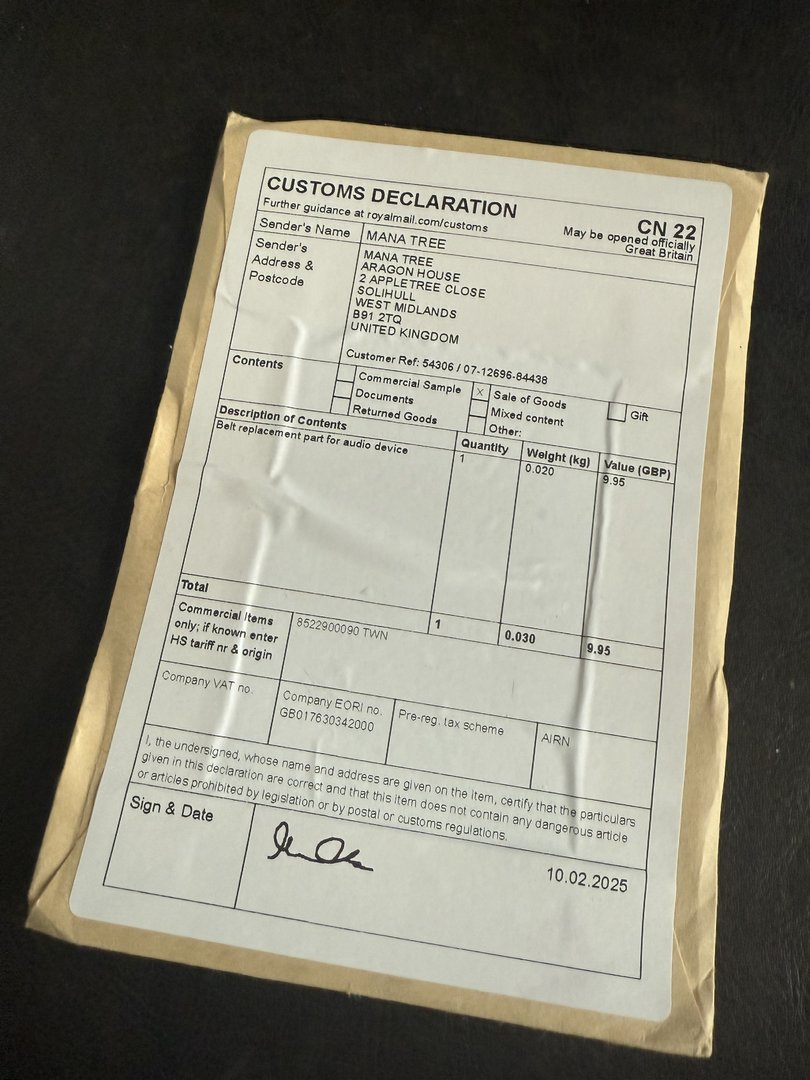 CUSTOMS DECLARATION
CN 22
Further guidance at royalmail.com/customs
May be opened officially
Great Britain
Sender's Name
MANA TREE
Sender's
Address &
Postcode
MANA TREE
ARAGON HOUSE
2 APPLETREE CLOSE
SOLIHULL
WEST MIDLANDS
B91 2TQ
UNITED KINGDOM
Customer Ref: 54306 / 07-12696-84438
Contents
Commercial Sample
Documents
Returned Goods
X Sale of Goods
Mixed content
Other:
Gift
Description of Contents
Quantity
Weight (kg)
Value (GBP)
Belt replacement part for audio device
1
0.020
9.95
Total
1
0.030
9.95
Commercial Items
only; if known enter
HS tariff nr & origin
8522900090 TWN
Company VAT no.
Company EORI no.
GB017630342000
Pre-reg. tax scheme
AIRN
I, the undersigned, whose name and address are given on the item, certify that the particulars
given in this declaration are correct and that this item does not contain any dangerous article
or articles prohibited by legislation or by postal or customs regulations.
Sign & Date
10.02.2025